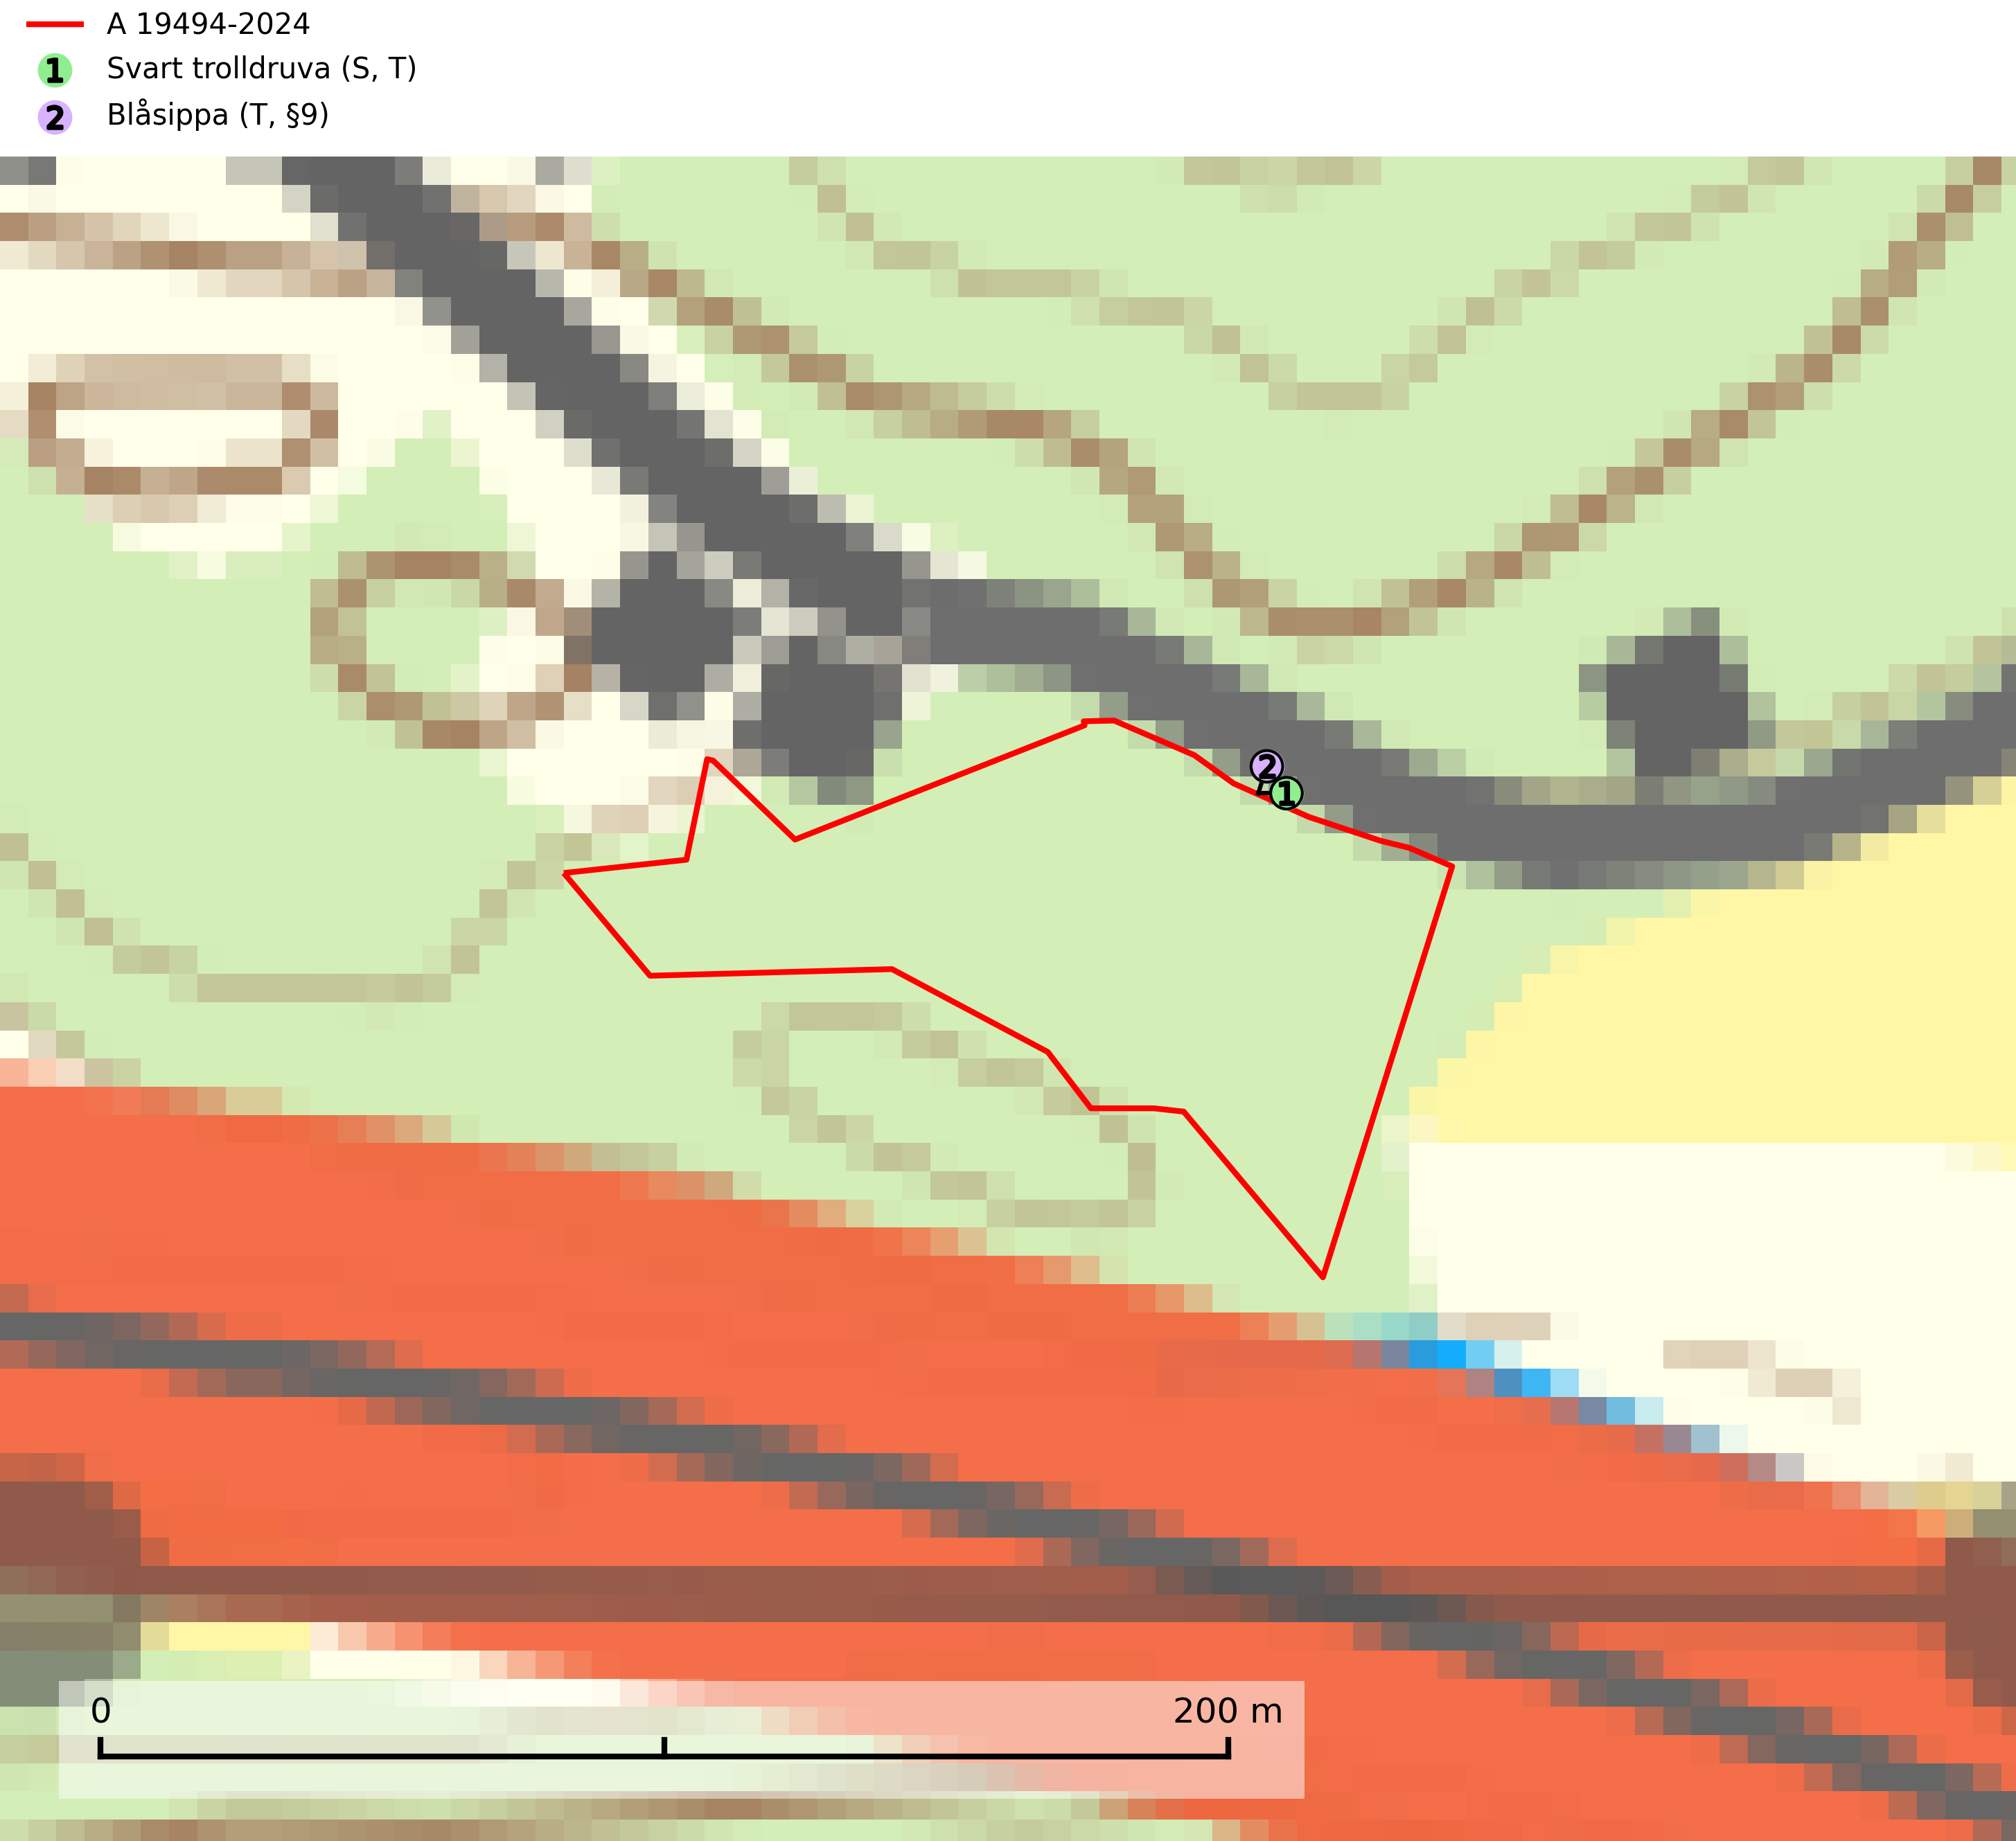 A 19494-2024
1 Svart trolldruva (S, T)
2 Blåsippa (T, §9)
2
1
0 200 m